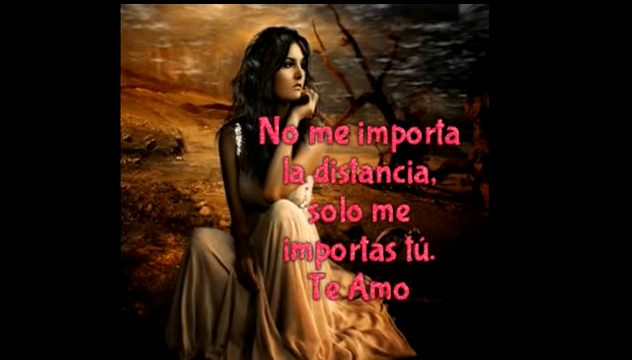 No me importa
la distancia,
solo me
importas tú.
Te Amo